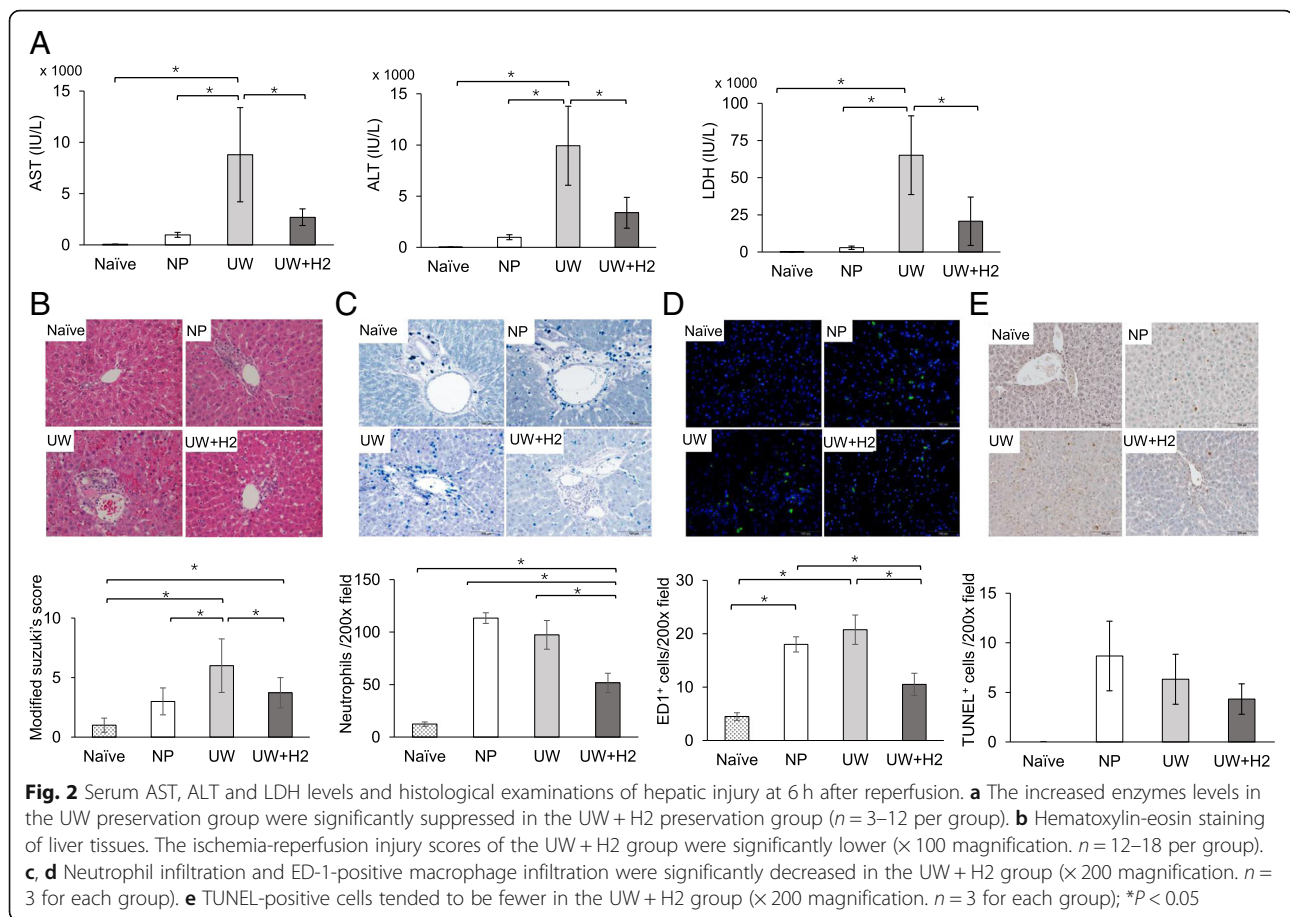 A
x 1000
AST (IU/L)
15
10
5
0
Naïve NP UW UW+H2
* * *
x 1000
ALT (IU/L)
15
10
5
0
Naïve NP UW UW+H2
* * *
x 1000
LDH (IU/L)
100
75
50
25
0
Naïve NP UW UW+H2
* * *
B
Naïve NP
UW UW+H2
Modified suzuki's score
10
5
0
* * * *
Naïve NP UW UW+H2
C
Naïve NP
UW UW+H2
Neutrophils /200x field
150
100
50
0
* * *
Naïve NP UW UW+H2
D
Naïve NP
UW UW+H2
ED1⁺ cells/200x field
30
20
10
0
* * * *
Naïve NP UW UW+H2
E
Naïve NP
UW UW+H2
TUNEL⁺ cells /200x field
15
10
5
0
Naïve NP UW UW+H2
Fig. 2 Serum AST, ALT and LDH levels and histological examinations of hepatic injury at 6 h after reperfusion. a The increased enzymes levels in
the UW preservation group were significantly suppressed in the UW + H2 preservation group (n = 3–12 per group). b Hematoxylin-eosin staining
of liver tissues. The ischemia-reperfusion injury scores of the UW + H2 group were significantly lower (× 100 magnification. n = 12–18 per group).
c, d Neutrophil infiltration and ED-1-positive macrophage infiltration were significantly decreased in the UW + H2 group (× 200 magnification. n =
3 for each group). e TUNEL-positive cells tended to be fewer in the UW + H2 group (× 200 magnification. n = 3 for each group); *P < 0.05